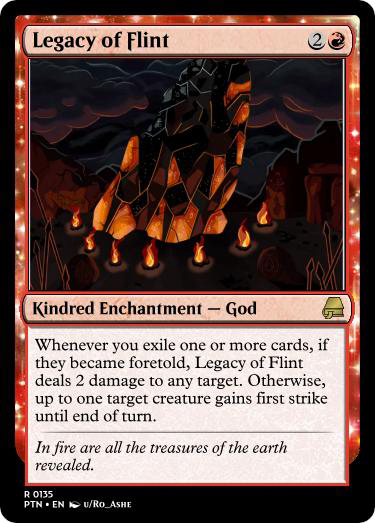 Legacy of Flint 2
Kindred Enchantment — God
Whenever you exile one or more cards, if
they became foretold, Legacy of Flint
deals 2 damage to any target. Otherwise,
up to one target creature gains first strike
until end of turn.
In fire are all the treasures of the earth
revealed.
R 0135
PTN • EN u/Ro_Ashe